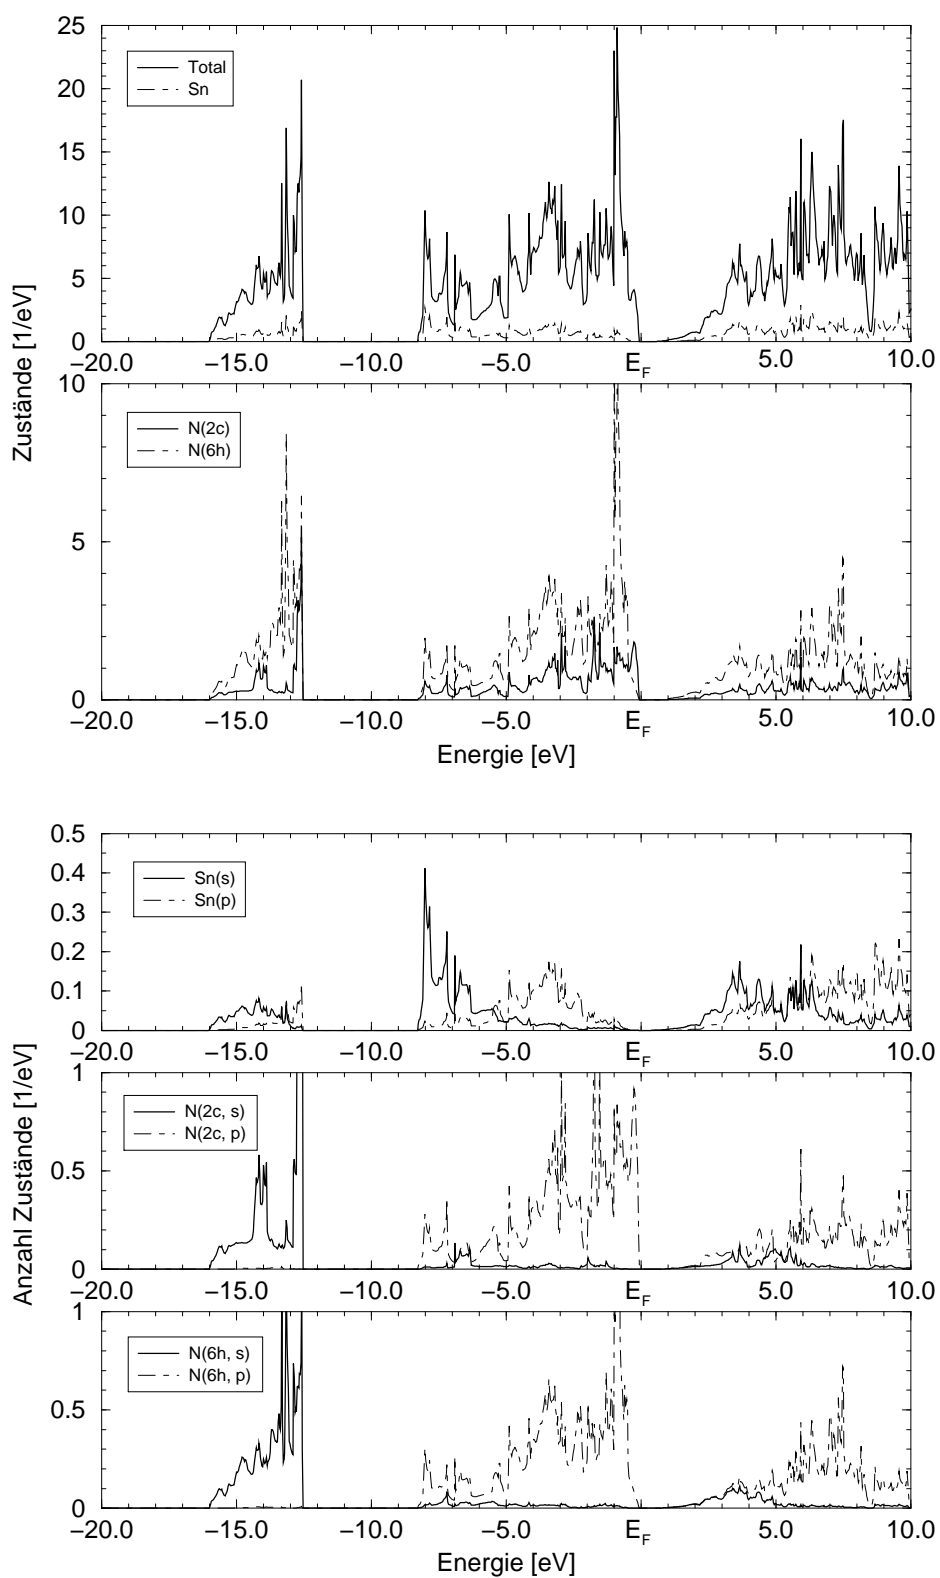 25
20
15
10
5
0
Total
Sn
−20.0 −15.0 −10.0 −5.0 E_F 5.0 10.0
Zustände [1/eV]
10
5
0
N(2c)
N(6h)
−20.0 −15.0 −10.0 −5.0 E_F 5.0 10.0
Energie [eV]
0.5
0.4
0.3
0.2
0.1
0
Sn(s)
Sn(p)
−20.0 −15.0 −10.0 −5.0 E_F 5.0 10.0
Anzahl Zustände [1/eV]
1
0.5
0
N(2c, s)
N(2c, p)
−20.0 −15.0 −10.0 −5.0 E_F 5.0 10.0
1
0.5
0
N(6h, s)
N(6h, p)
−20.0 −15.0 −10.0 −5.0 E_F 5.0 10.0
Energie [eV]